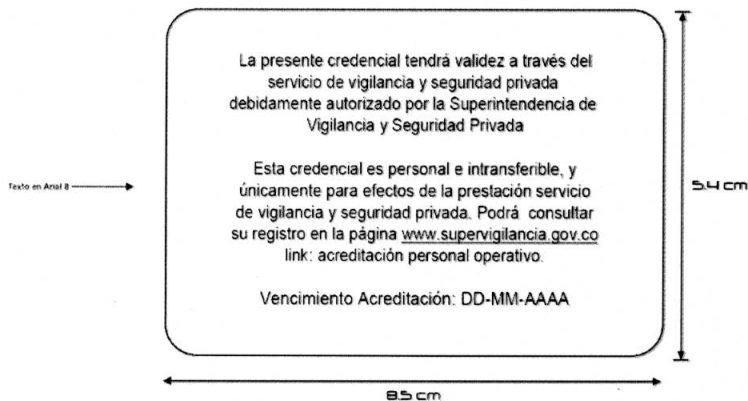 La presente credencial tendrá validez a través del
servicio de vigilancia y seguridad privada
debidamente autorizado por la Superintendencia de
Vigilancia y Seguridad Privada
Esta credencial es personal e intransferible, y
únicamente para efectos de la prestación servicio
de vigilancia y seguridad privada. Podrá consultar
su registro en la página www.supervigilancia.gov.co
link: acreditación personal operativo.
Vencimiento Acreditación: DD-MM-AAAA
Texto en Arial 8
5.4 cm
8.5 cm